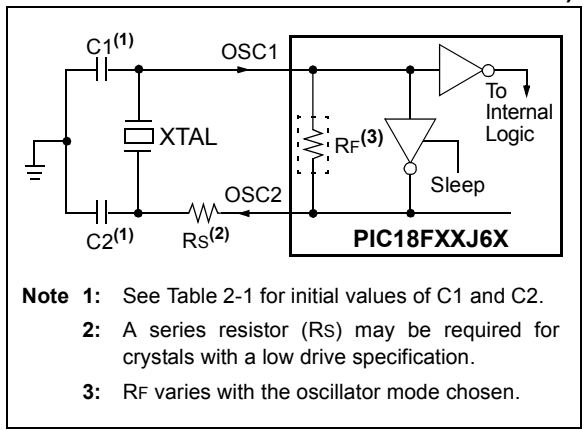 C1(1)
OSC1
To
Internal
Logic
XTAL
RF(3)
Sleep
OSC2
C2(1)
RS(2)
PIC18FXXJ6X
Note 1: See Table 2-1 for initial values of C1 and C2.
2: A series resistor (RS) may be required for
crystals with a low drive specification.
3: RF varies with the oscillator mode chosen.